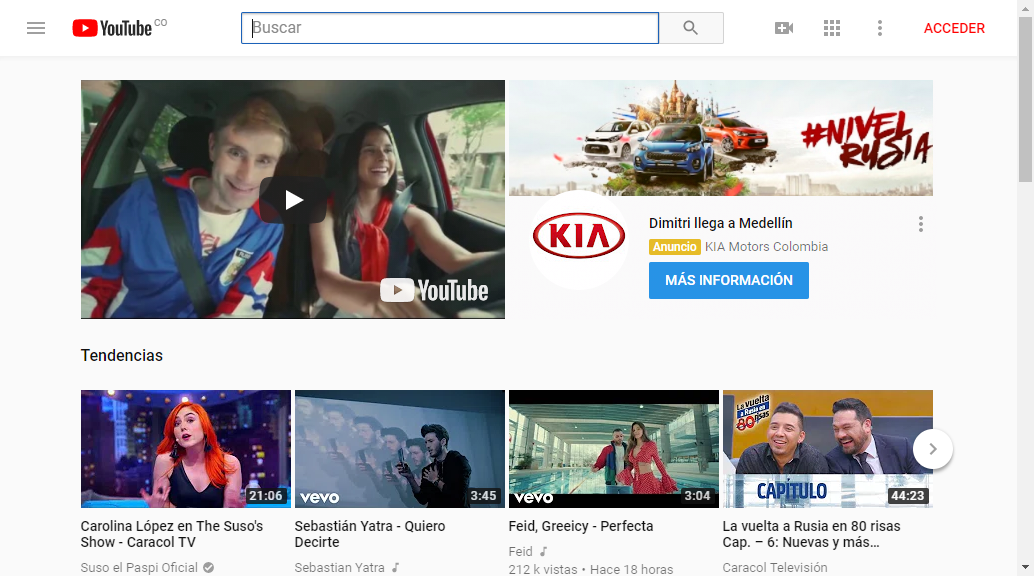 YouTube CO
Buscar
ACCEDER
#NIVEL
RUSIA
KIA
Dimitri llega a Medellín
Anuncio KIA Motors Colombia
MÁS INFORMACIÓN
YouTube
Tendencias
21:06
vevo 3:45
vevo 3:04
La vuelta
a Rusia en
80 risas
CAPÍTULO
44:23
Carolina López en The Suso's
Show - Caracol TV
Suso el Paspi Oficial
Sebastián Yatra - Quiero
Decirte
Sebastian Yatra
Feid, Greeicy - Perfecta
Feid
212 k vistas • Hace 18 horas
La vuelta a Rusia en 80 risas
Cap. – 6: Nuevas y más...
Caracol Televisión